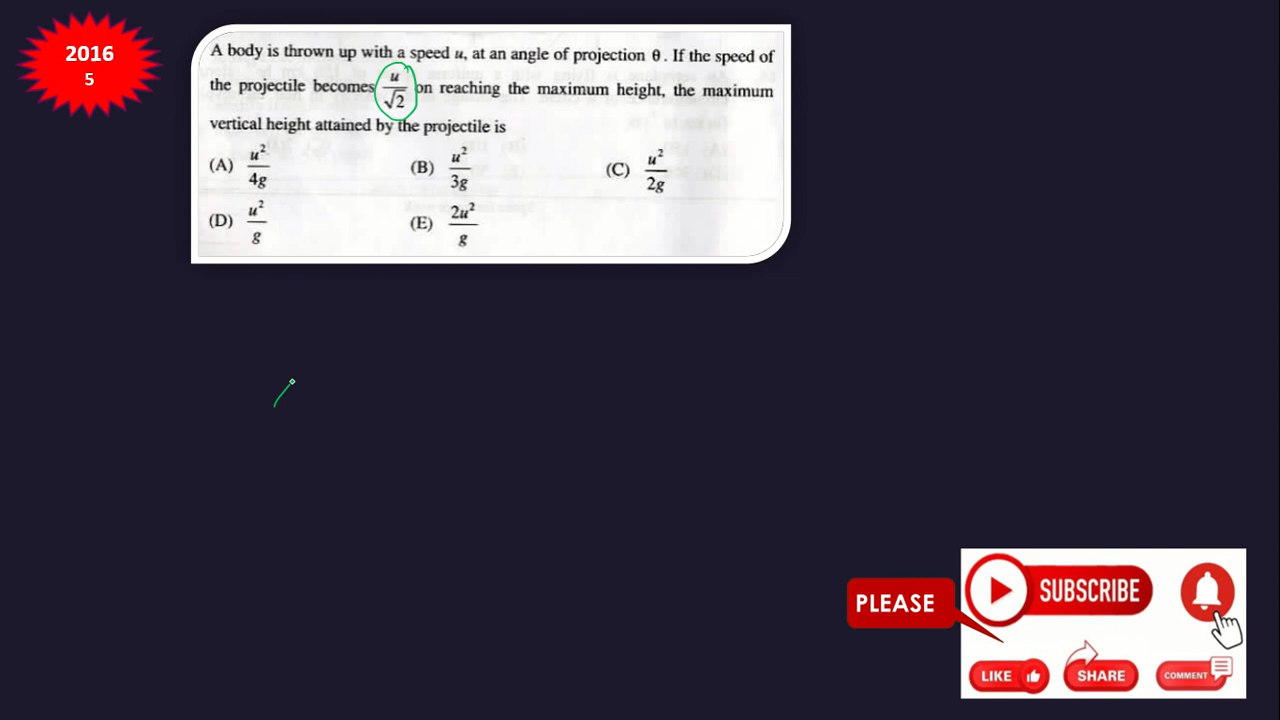 2016
5
A body is thrown up with a speed u, at an angle of projection θ. If the speed of
the projectile becomes u/√2 on reaching the maximum height, the maximum
vertical height attained by the projectile is
(A) u²/4g (B) u²/3g (C) u²/2g
(D) u²/g (E) 2u²/g
PLEASE
SUBSCRIBE
LIKE
SHARE
COMMENT